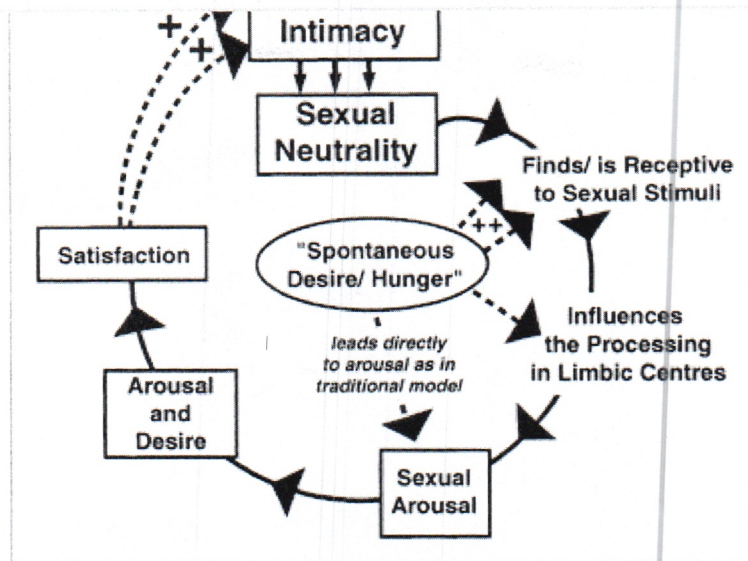 +
+
Intimacy
Sexual
Neutrality
Finds/ is Receptive
to Sexual Stimuli
++
Satisfaction
"Spontaneous
Desire/ Hunger"
Influences
the Processing
in Limbic Centres
leads directly
to arousal as in
traditional model
Arousal
and
Desire
Sexual
Arousal